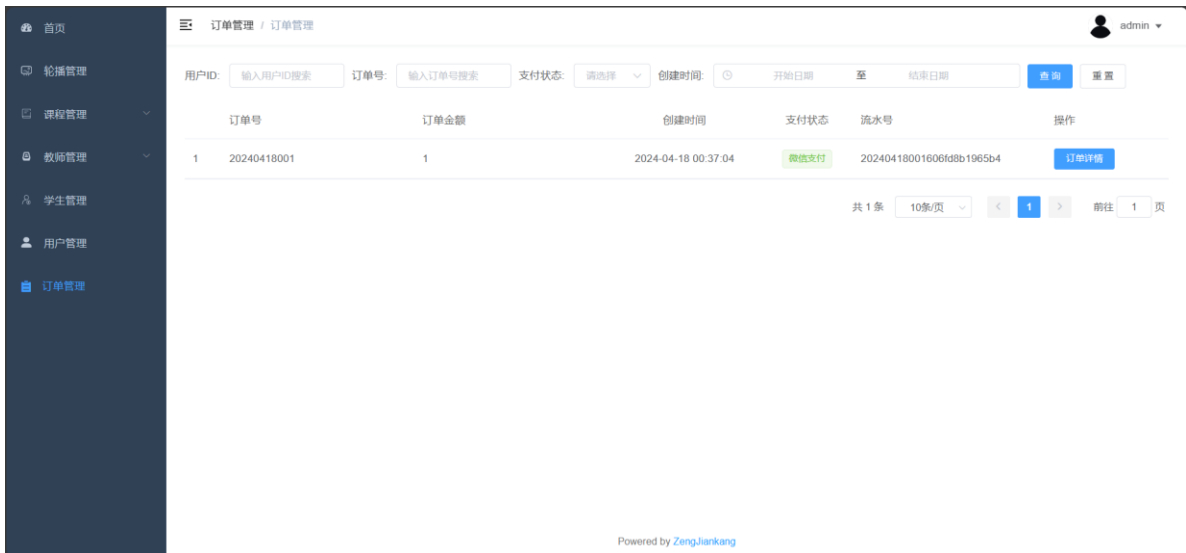 首页
订单管理 / 订单管理
admin
轮播管理
用户ID: 输入用户ID搜索 订单号: 输入订单号搜索 支付状态: 请选择 创建时间: 开始日期 至 结束日期 查询 重置
课程管理
订单号 订单金额 创建时间 支付状态 流水号 操作
教师管理
1 20240418001 1 2024-04-18 00:37:04 微信支付 20240418001606fd8b1965b4 订单详情
学生管理
共 1 条 10条/页 < 1 > 前往 1 页
用户管理
订单管理
Powered by ZengJiankang